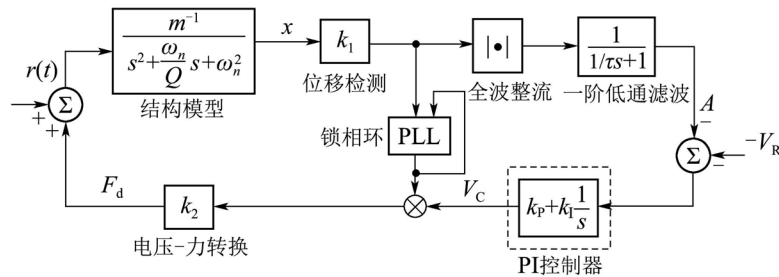 m⁻¹
s²+ωₙ/Q s+ωₙ²
结构模型
x
k₁
位移检测
|•|
全波整流
1
1/τs+1
一阶低通滤波
r(t)
Σ
+
+
锁相环
PLL
A
−
Σ
−
−V_R
F_d
k₂
电压-力转换
V_C
k_P+k_I 1/s
PI控制器